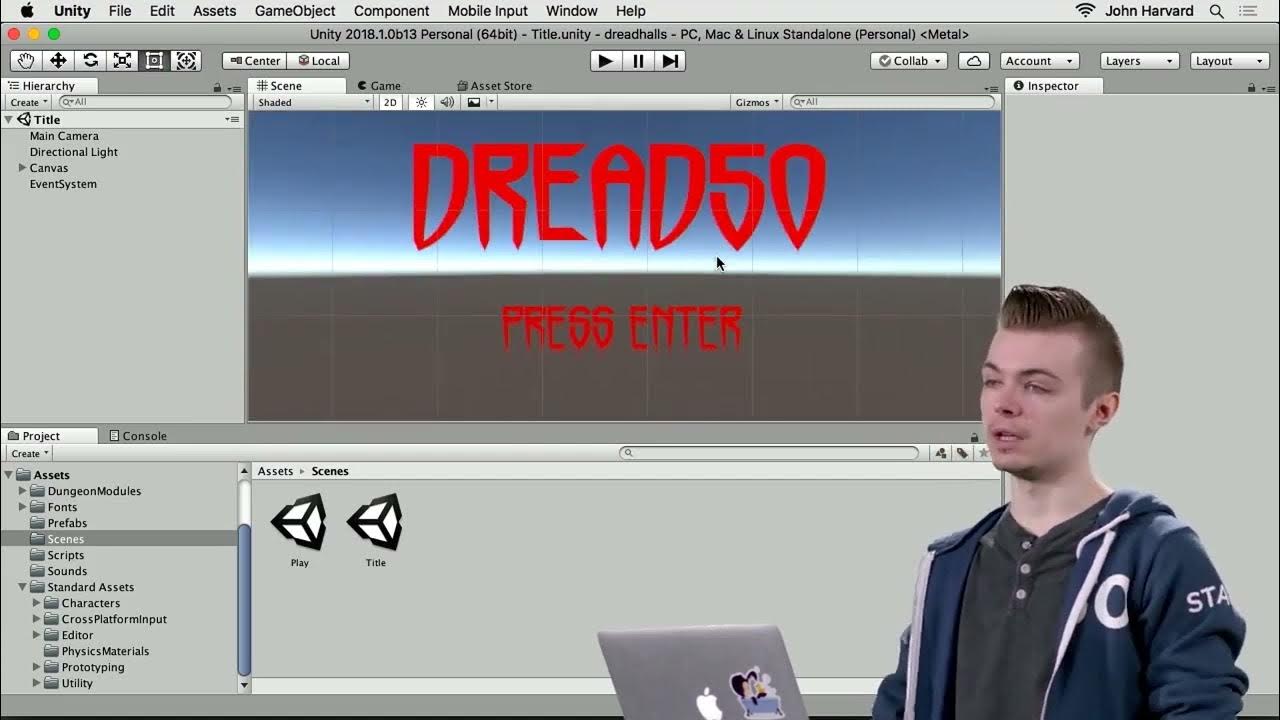 Unity File Edit Assets GameObject Component Mobile Input Window Help John Harvard
Unity 2018.1.0b13 Personal (64bit) - Title.unity - dreadhalls - PC, Mac & Linux Standalone (Personal) <Metal>
Center Local Collab Account Layers Layout
Hierarchy Scene Game Asset Store Inspector
Create All Shaded 2D Gizmos All
Title
Main Camera
Directional Light
Canvas
EventSystem
DREAD50
PRESS ENTER
Project Console
Create
Assets Assets Scenes
DungeonModules
Fonts
Prefabs
Scenes
Scripts
Sounds
Standard Assets
Characters
CrossPlatformInput
Editor
PhysicsMaterials
Prototyping
Utility
Play Title
STA